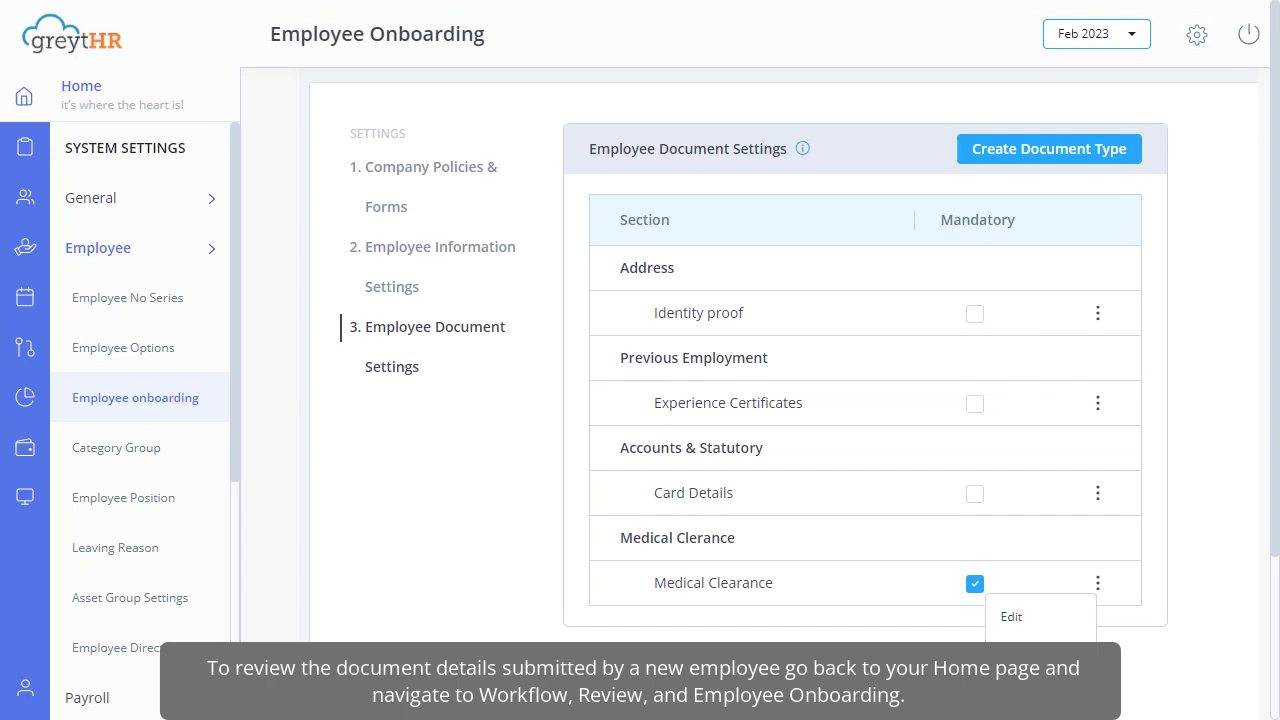 greytHR
Employee Onboarding
Feb 2023
Home
it's where the heart is!
SYSTEM SETTINGS
General
Employee
Employee No Series
Employee Options
Employee onboarding
Category Group
Employee Position
Leaving Reason
Asset Group Settings
Employee Direc
Payroll
SETTINGS
1. Company Policies &
Forms
2. Employee Information
Settings
3. Employee Document
Settings
Employee Document Settings
Create Document Type
Section Mandatory
Address
Identity proof
Previous Employment
Experience Certificates
Accounts & Statutory
Card Details
Medical Clerance
Medical Clearance
Edit
To review the document details submitted by a new employee go back to your Home page and
navigate to Workflow, Review, and Employee Onboarding.